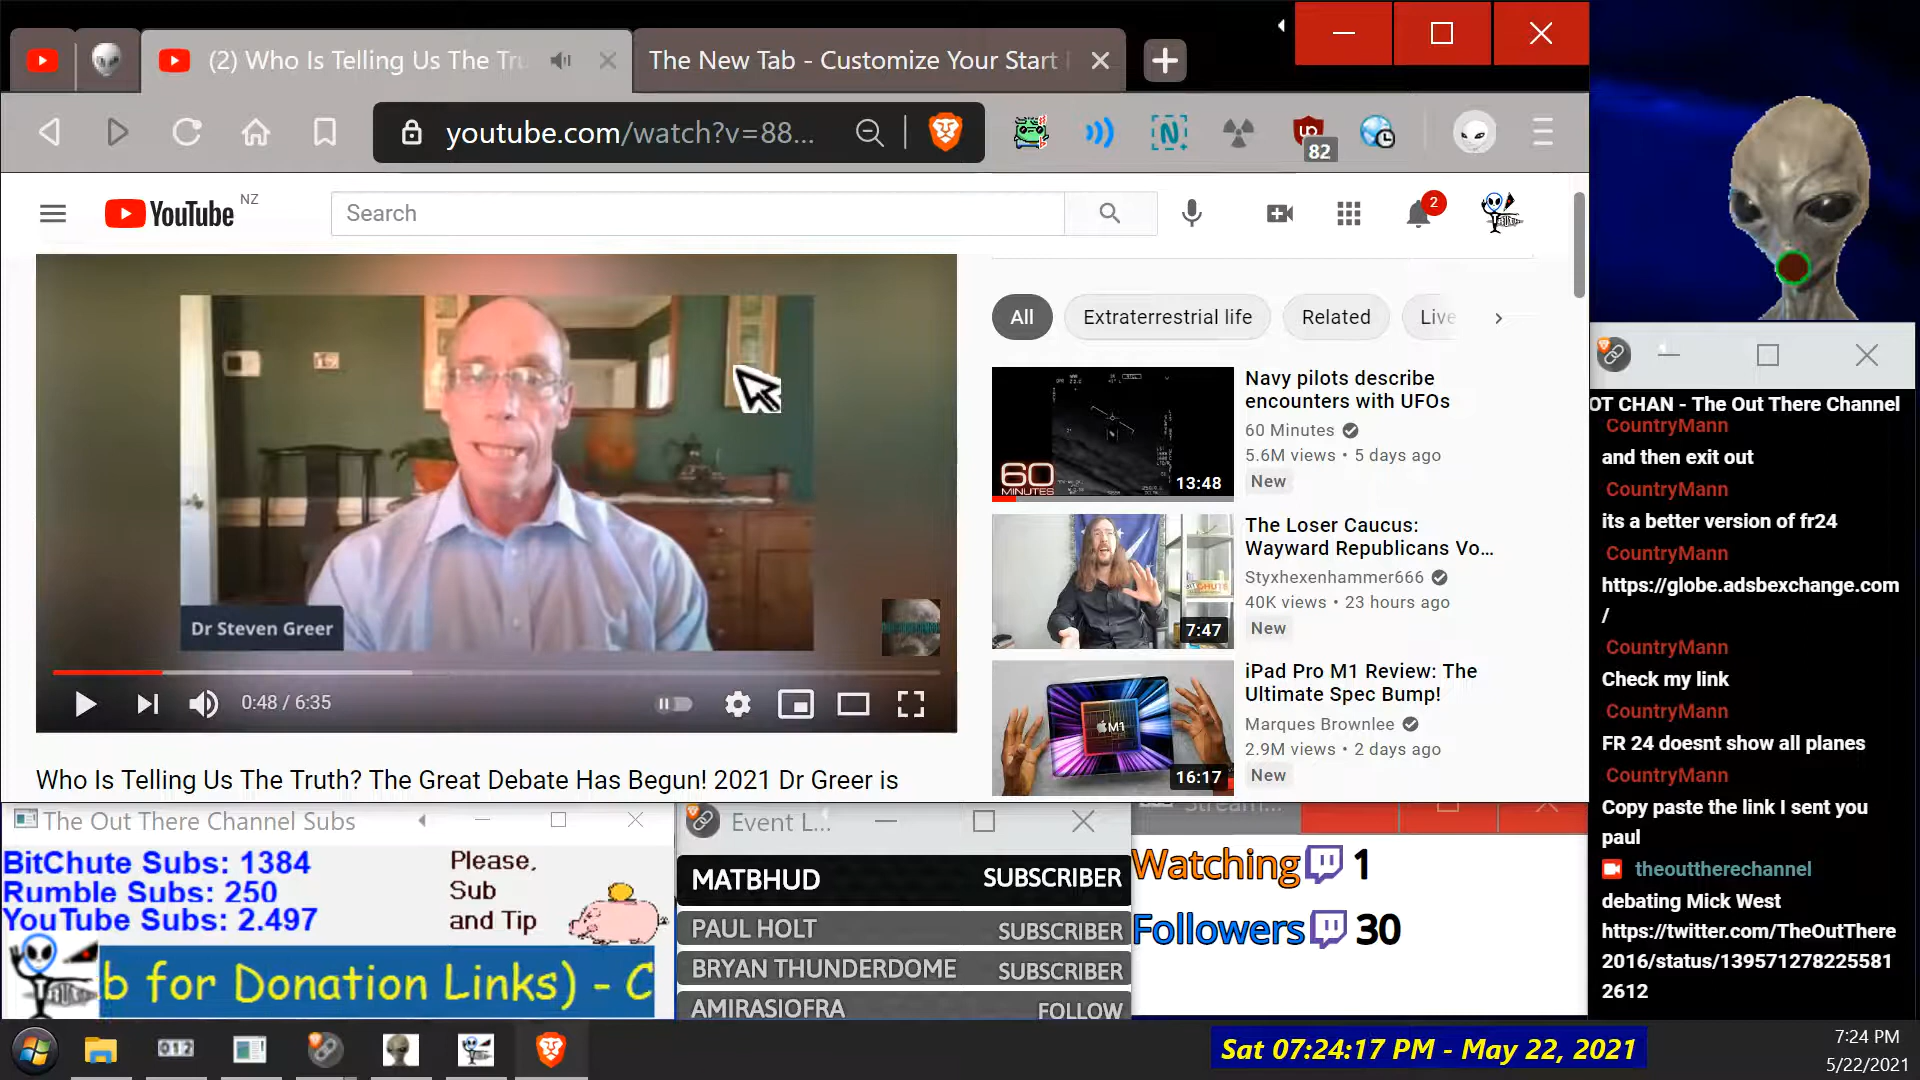 (2) Who Is Telling Us The Tru
The New Tab - Customize Your Start
youtube.com/watch?v=88...
82
YouTube NZ
Search
2
Dr Steven Greer
0:48 / 6:35
Who Is Telling Us The Truth? The Great Debate Has Begun! 2021 Dr Greer is
All
Extraterrestrial life
Related
Live
60
MINUTES
13:48
Navy pilots describe
encounters with UFOs
60 Minutes
5.6M views • 5 days ago
New
7:47
The Loser Caucus:
Wayward Republicans Vo...
Styxhexenhammer666
40K views • 23 hours ago
New
M1
16:17
iPad Pro M1 Review: The
Ultimate Spec Bump!
Marques Brownlee
2.9M views • 2 days ago
New
OT CHAN - The Out There Channel
CountryMann
and then exit out
CountryMann
its a better version of fr24
CountryMann
https://globe.adsbexchange.com
/
CountryMann
Check my link
CountryMann
FR 24 doesnt show all planes
CountryMann
Copy paste the link I sent you
paul
theouttherechannel
debating Mick West
https://twitter.com/TheOutThere
2016/status/139571278225581
2612
The Out There Channel Subs
BitChute Subs: 1384
Rumble Subs: 250
YouTube Subs: 2.497
Please,
Sub
and Tip
b for Donation Links) - C
Event L...
MATBHUD SUBSCRIBER
PAUL HOLT SUBSCRIBER
BRYAN THUNDERDOME SUBSCRIBER
AMIRASIOFRA FOLLOW
Stream...
Watching 1
Followers 30
012
Sat 07:24:17 PM - May 22, 2021
7:24 PM
5/22/2021